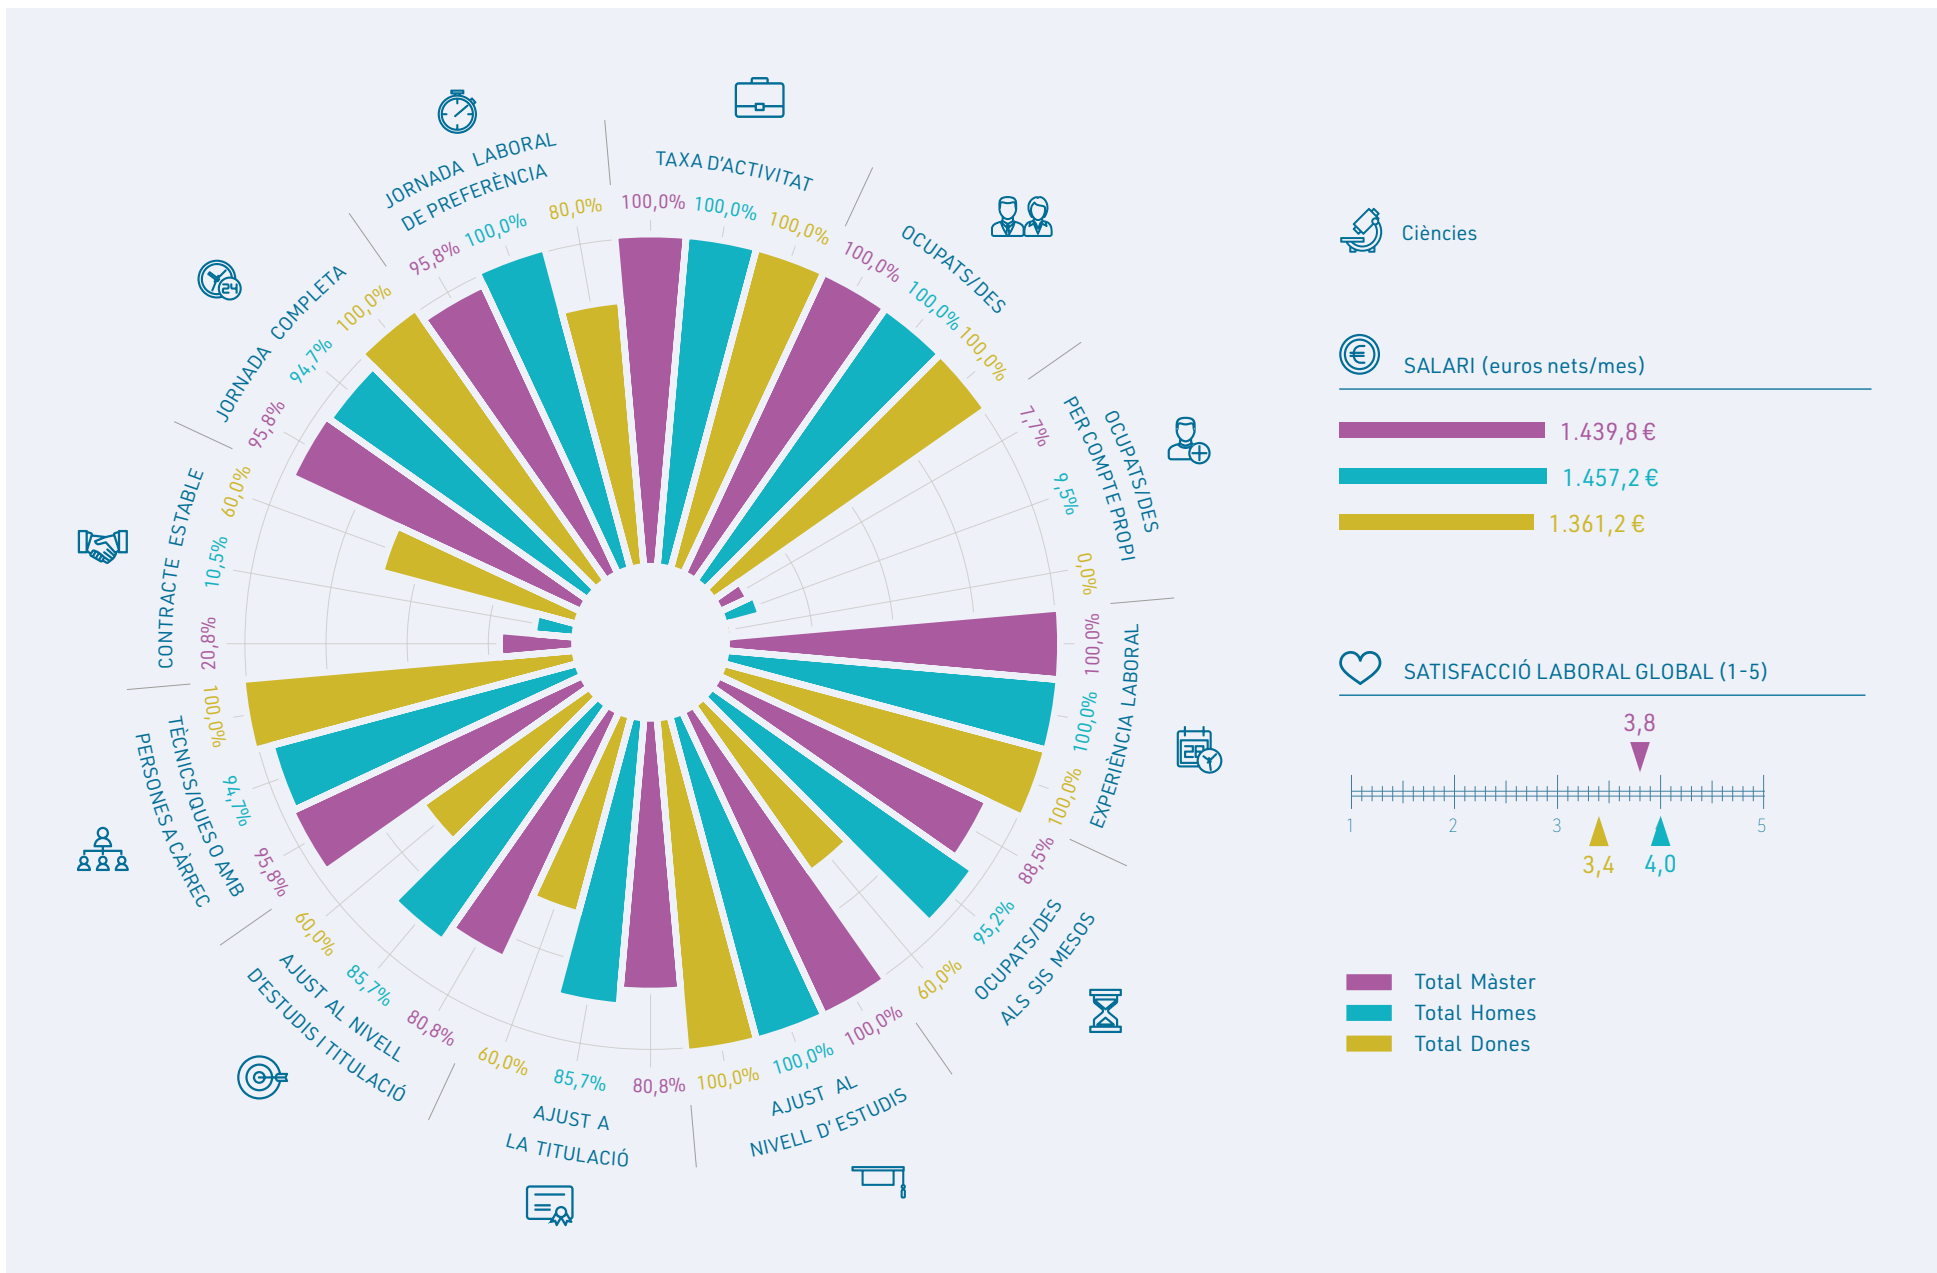 TAXA D'ACTIVITAT
100,0%
100,0%
100,0%
OCUPATS/DES
100,0%
100,0%
100,0%
OCUPATS/DES
PER COMPTE PROPI
7,7%
9,5%
0,0%
EXPERIÈNCIA LABORAL
100,0%
100,0%
100,0%
OCUPATS/DES
ALS SIS MESOS
88,5%
95,2%
60,0%
AJUST AL
NIVELL D'ESTUDIS
100,0%
100,0%
100,0%
AJUST A
LA TITULACIÓ
80,8%
85,7%
60,0%
AJUST AL NIVELL
D'ESTUDIS I TITULACIÓ
80,8%
85,7%
60,0%
TÈCNICS/QUES O AMB
PERSONES A CÀRREC
95,8%
94,7%
100,0%
CONTRACTE ESTABLE
20,8%
10,5%
60,0%
JORNADA COMPLETA
95,8%
94,7%
100,0%
JORNADA LABORAL
DE PREFERÈNCIA
95,8%
100,0%
80,0%
24
26
Ciències
SALARI (euros nets/mes)
1.439,8 €
1.457,2 €
1.361,2 €
SATISFACCIÓ LABORAL GLOBAL (1-5)
3,8
1 2 3 5
3,4 4,0
Total Màster
Total Homes
Total Dones